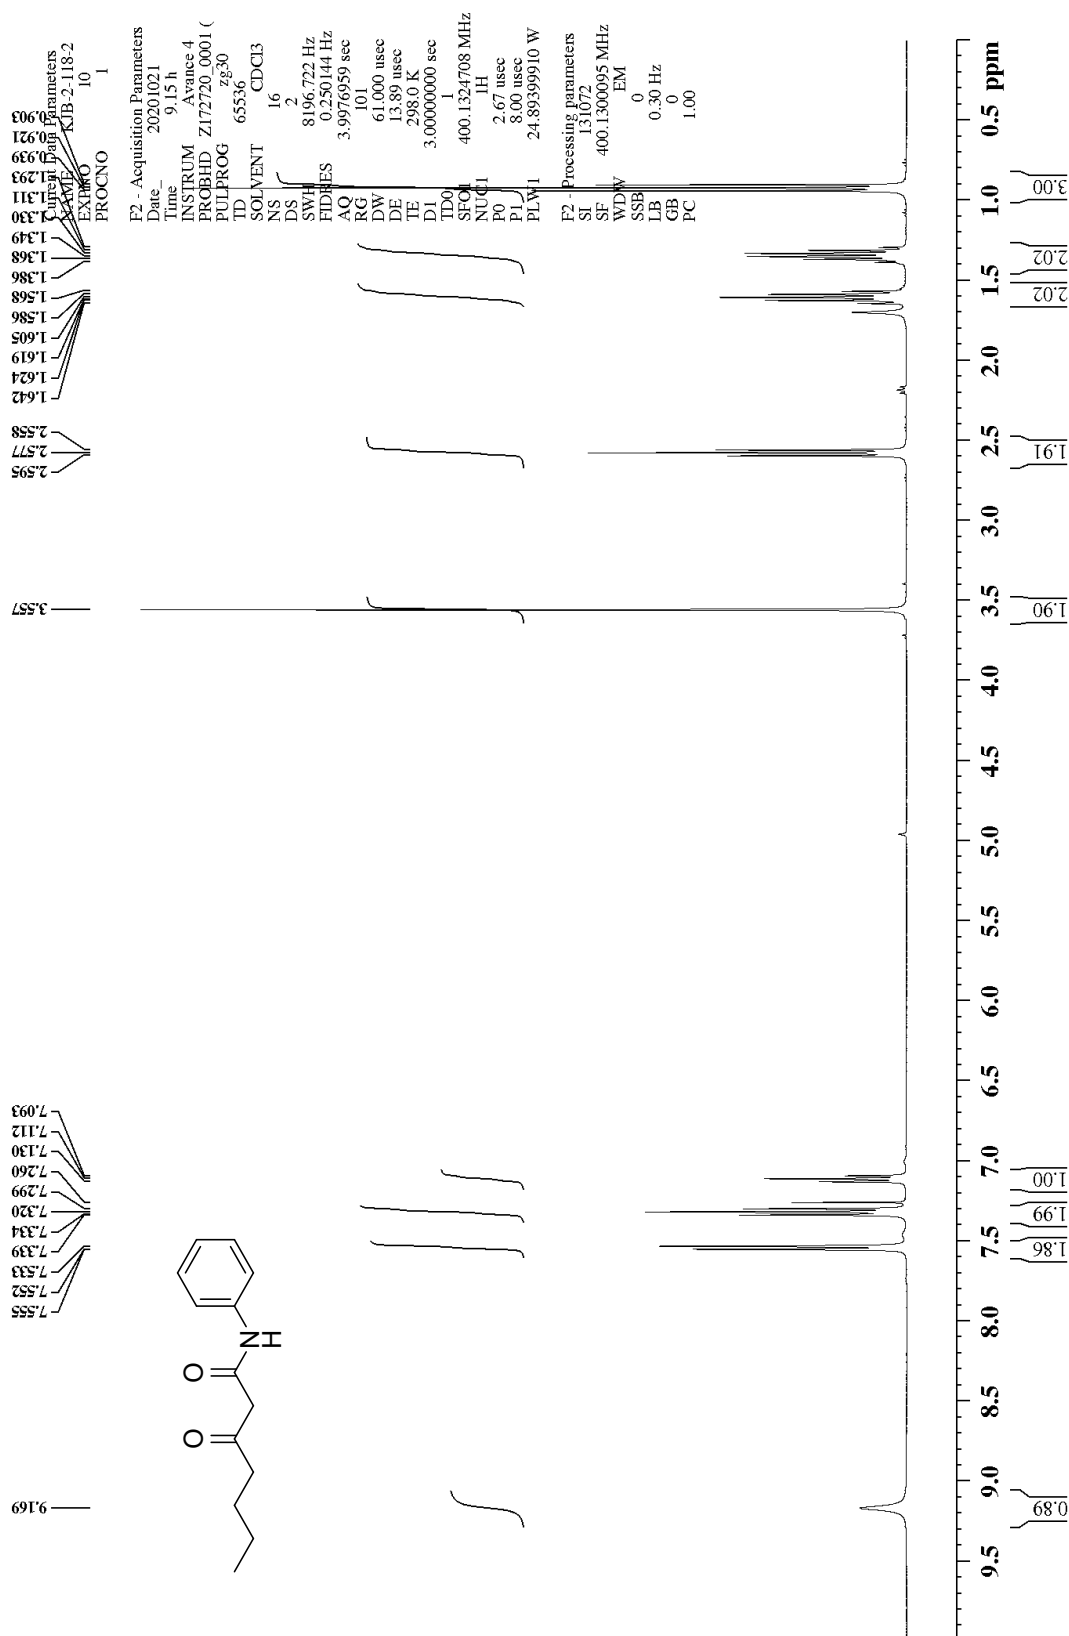 9.169
7.555
7.552
7.533
7.339
7.334
7.320
7.299
7.260
7.130
7.112
7.093
3.557
2.595
2.577
2.558
1.642
1.624
1.619
1.605
1.586
1.568
1.386
1.368
1.349
1.330
1.311
1.293
0.939
0.921
0.903
Current Data Parameters
NAME KJB-2-118-2
EXPNO 10
PROCNO 1
F2 - Acquisition Parameters
Date_ 20201021
Time 9.15 h
INSTRUM Avance 4
PROBHD Z172720_0001 (
PULPROG zg30
TD 65536
SOLVENT CDCl3
NS 16
DS 2
SWH 8196.722 Hz
FIDRES 0.250144 Hz
AQ 3.9976959 sec
RG 101
DW 61.000 usec
DE 13.89 usec
TE 298.0 K
D1 3.00000000 sec
TD0 1
SFO1 400.1324708 MHz
NUC1 1H
P0 2.67 usec
P1 8.00 usec
PLW1 24.89399910 W
F2 - Processing parameters
SI 131072
SF 400.1300095 MHz
WDW EM
SSB 0
LB 0.30 Hz
GB 0
PC 1.00
O
O
N
H
9.5 9.0 8.5 8.0 7.5 7.0 6.5 6.0 5.5 5.0 4.5 4.0 3.5 3.0 2.5 2.0 1.5 1.0 0.5 ppm
0.89
1.86
1.99
1.00
1.90
1.91
2.02
2.02
3.00